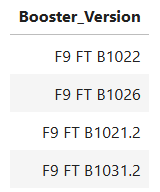 Booster_Version
F9 FT B1022
F9 FT B1026
F9 FT B1021.2
F9 FT B1031.2